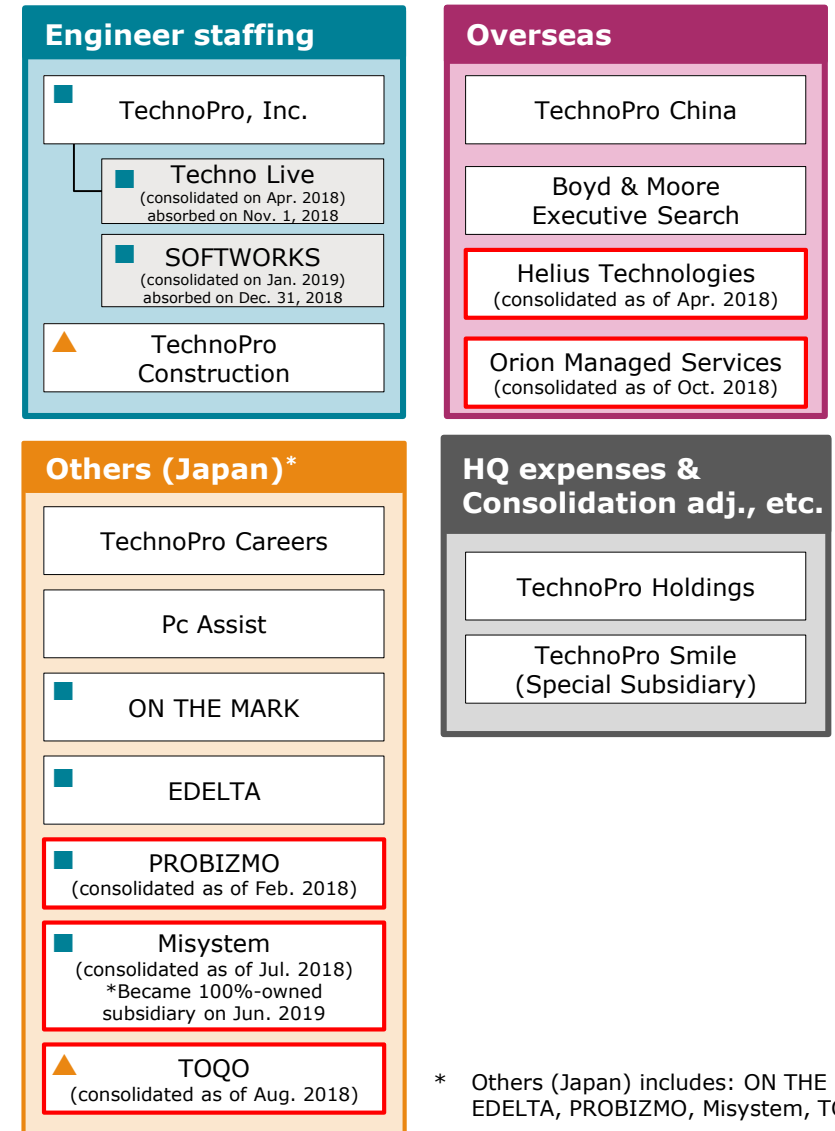 Engineer staffing
TechnoPro, Inc.
Techno Live
(consolidated on Apr. 2018)
absorbed on Nov. 1, 2018
SOFTWORKS
(consolidated on Jan. 2019)
absorbed on Dec. 31, 2018
TechnoPro
Construction
Overseas
TechnoPro China
Boyd & Moore
Executive Search
Helius Technologies
(consolidated as of Apr. 2018)
Orion Managed Services
(consolidated as of Oct. 2018)
Others (Japan)*
TechnoPro Careers
Pc Assist
ON THE MARK
EDELTA
PROBIZMO
(consolidated as of Feb. 2018)
Misystem
(consolidated as of Jul. 2018)
*Became 100%-owned
subsidiary on Jun. 2019
TOQO
(consolidated as of Aug. 2018)
HQ expenses &
Consolidation adj., etc.
TechnoPro Holdings
TechnoPro Smile
(Special Subsidiary)
* Others (Japan) includes: ON THE
EDELTA, PROBIZMO, Misystem,